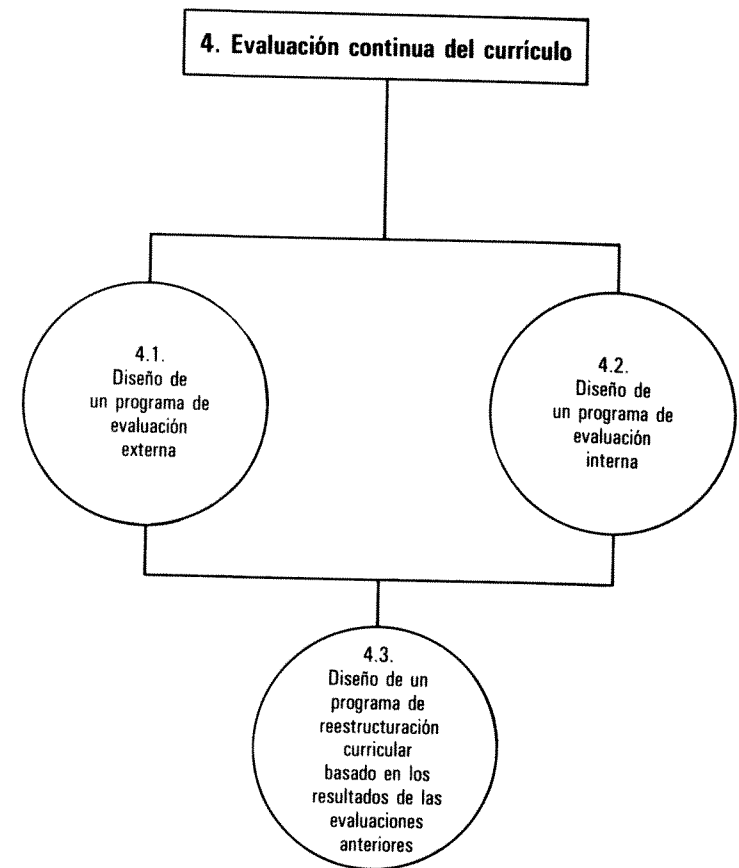 4. Evaluación continua del currículo
4.1.
Diseño de
un programa de
evaluación
externa
4.2.
Diseño de
un programa de
evaluación
interna
4.3.
Diseño de un
programa de
reestructuración
curricular
basado en los
resultados de las
evaluaciones
anteriores